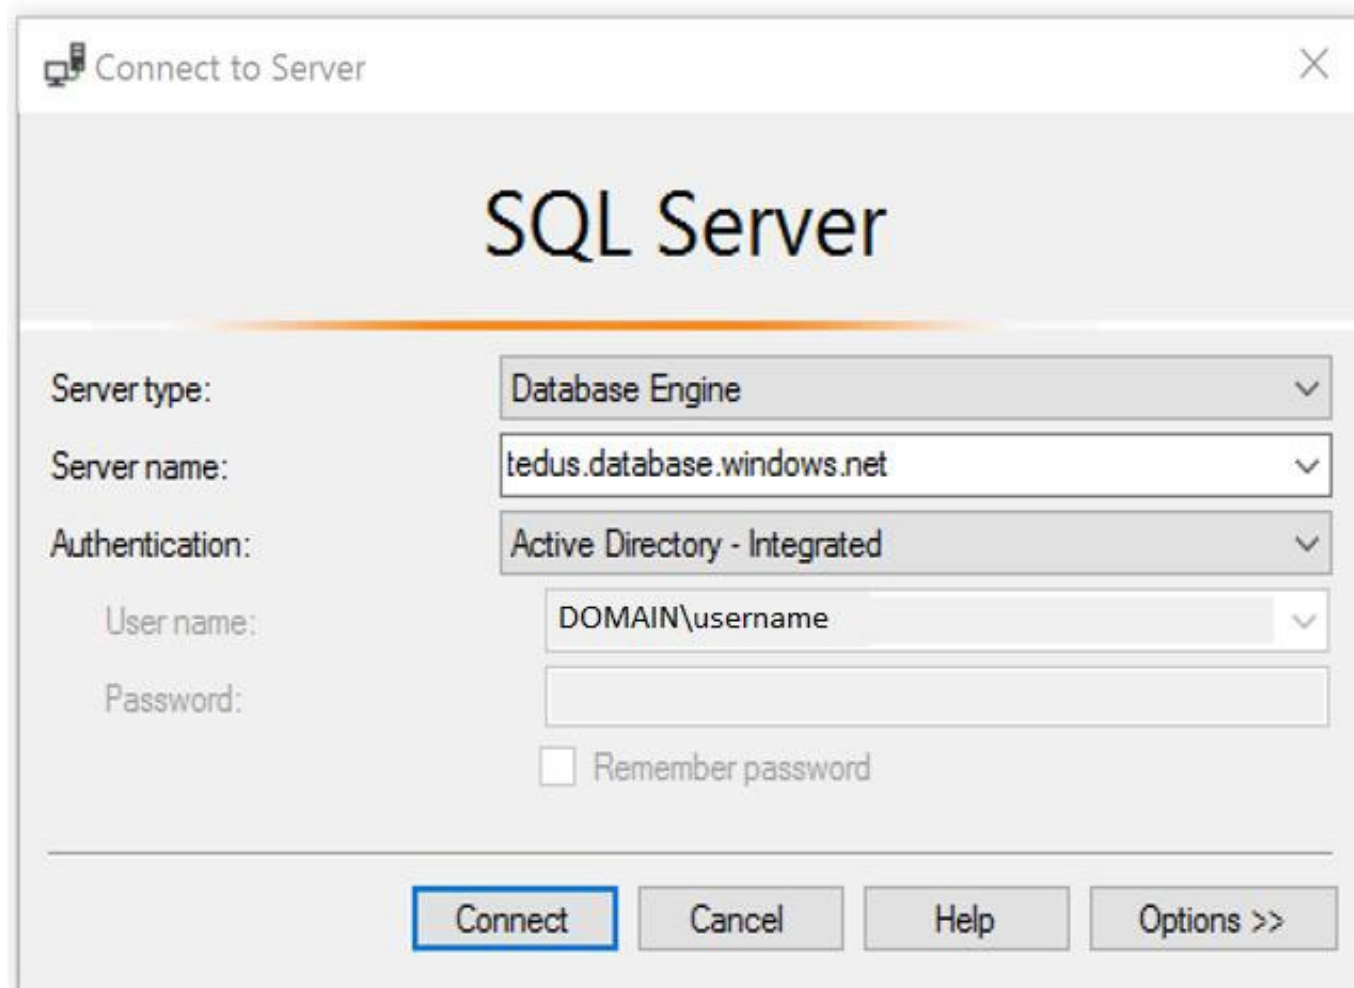 Connect to Server
SQL Server
Server type: Database Engine
Server name: tedus.database.windows.net
Authentication: Active Directory - Integrated
User name: DOMAIN\username
Password:
Remember password
Connect Cancel Help Options >>